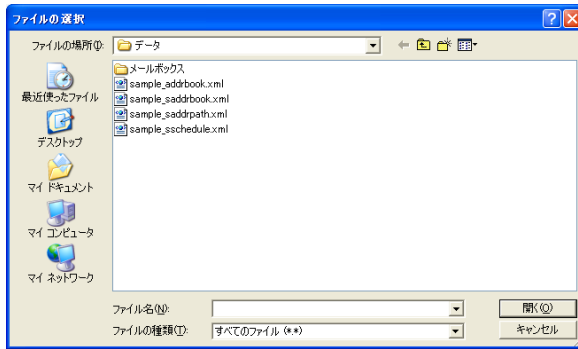 ファイルの選択
ファイルの場所(I):
データ
メールボックス
sample_addrbook.xml
sample_saddrbook.xml
sample_saddrpath.xml
sample_sschedule.xml
最近使ったファイル
デスクトップ
マイ ドキュメント
マイ コンピュータ
マイ ネットワーク
ファイル名(N):
開く(O)
ファイルの種類(T):
すべてのファイル (*.*)
キャンセル